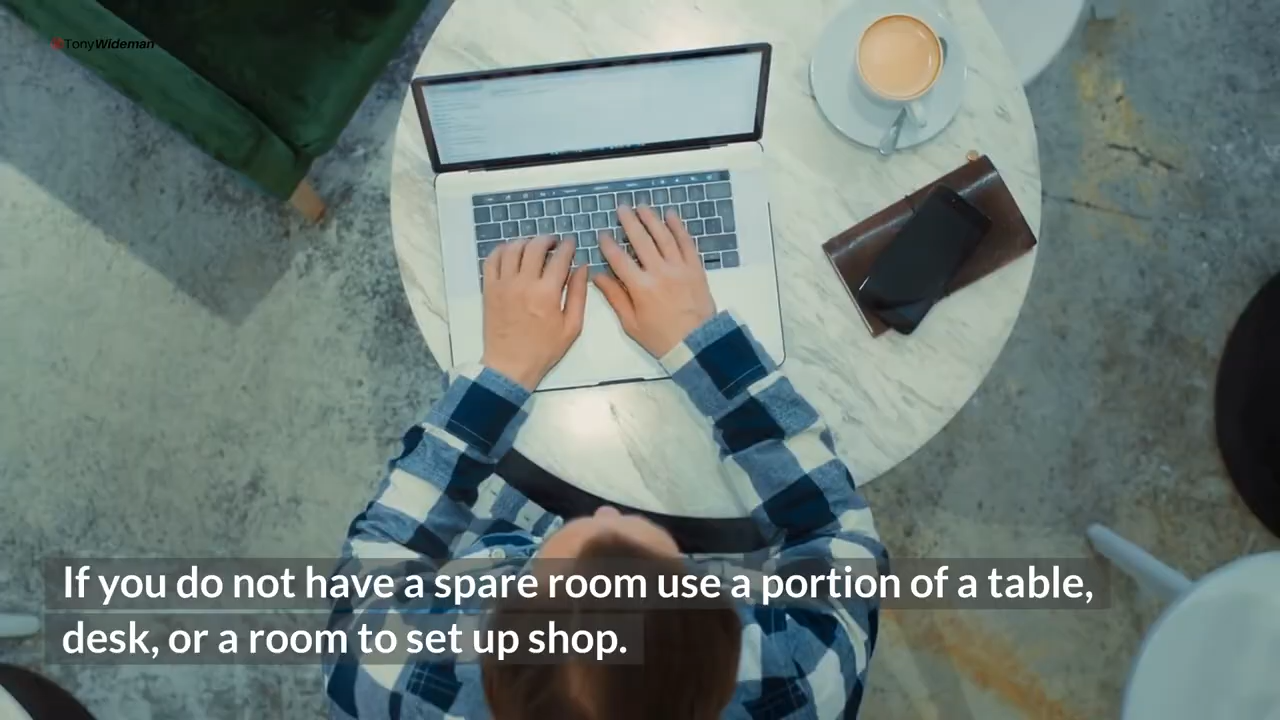 TonyWideman
If you do not have a spare room use a portion of a table,
desk, or a room to set up shop.